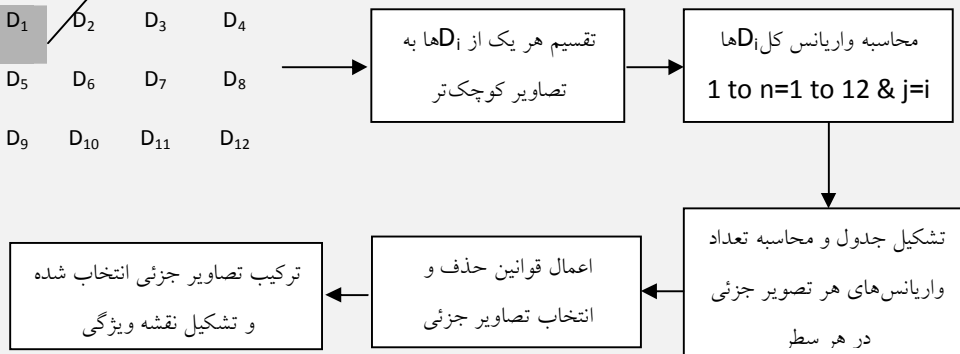 D₁ D₂ D₃ D₄
D₅ D₆ D₇ D₈
D₉ D₁₀ D₁₁ D₁₂
تقسیم هر یک از Dᵢها به
تصاویر کوچک‌تر
محاسبه واریانس کلDᵢها
1 to n=1 to 12 & j=i
تشکیل جدول و محاسبه تعداد
واریانس‌های هر تصویر جزئی
در هر سطر
اعمال قوانین حذف و
انتخاب تصاویر جزئی
ترکیب تصاویر جزئی انتخاب شده
و تشکیل نقشه ویژگی